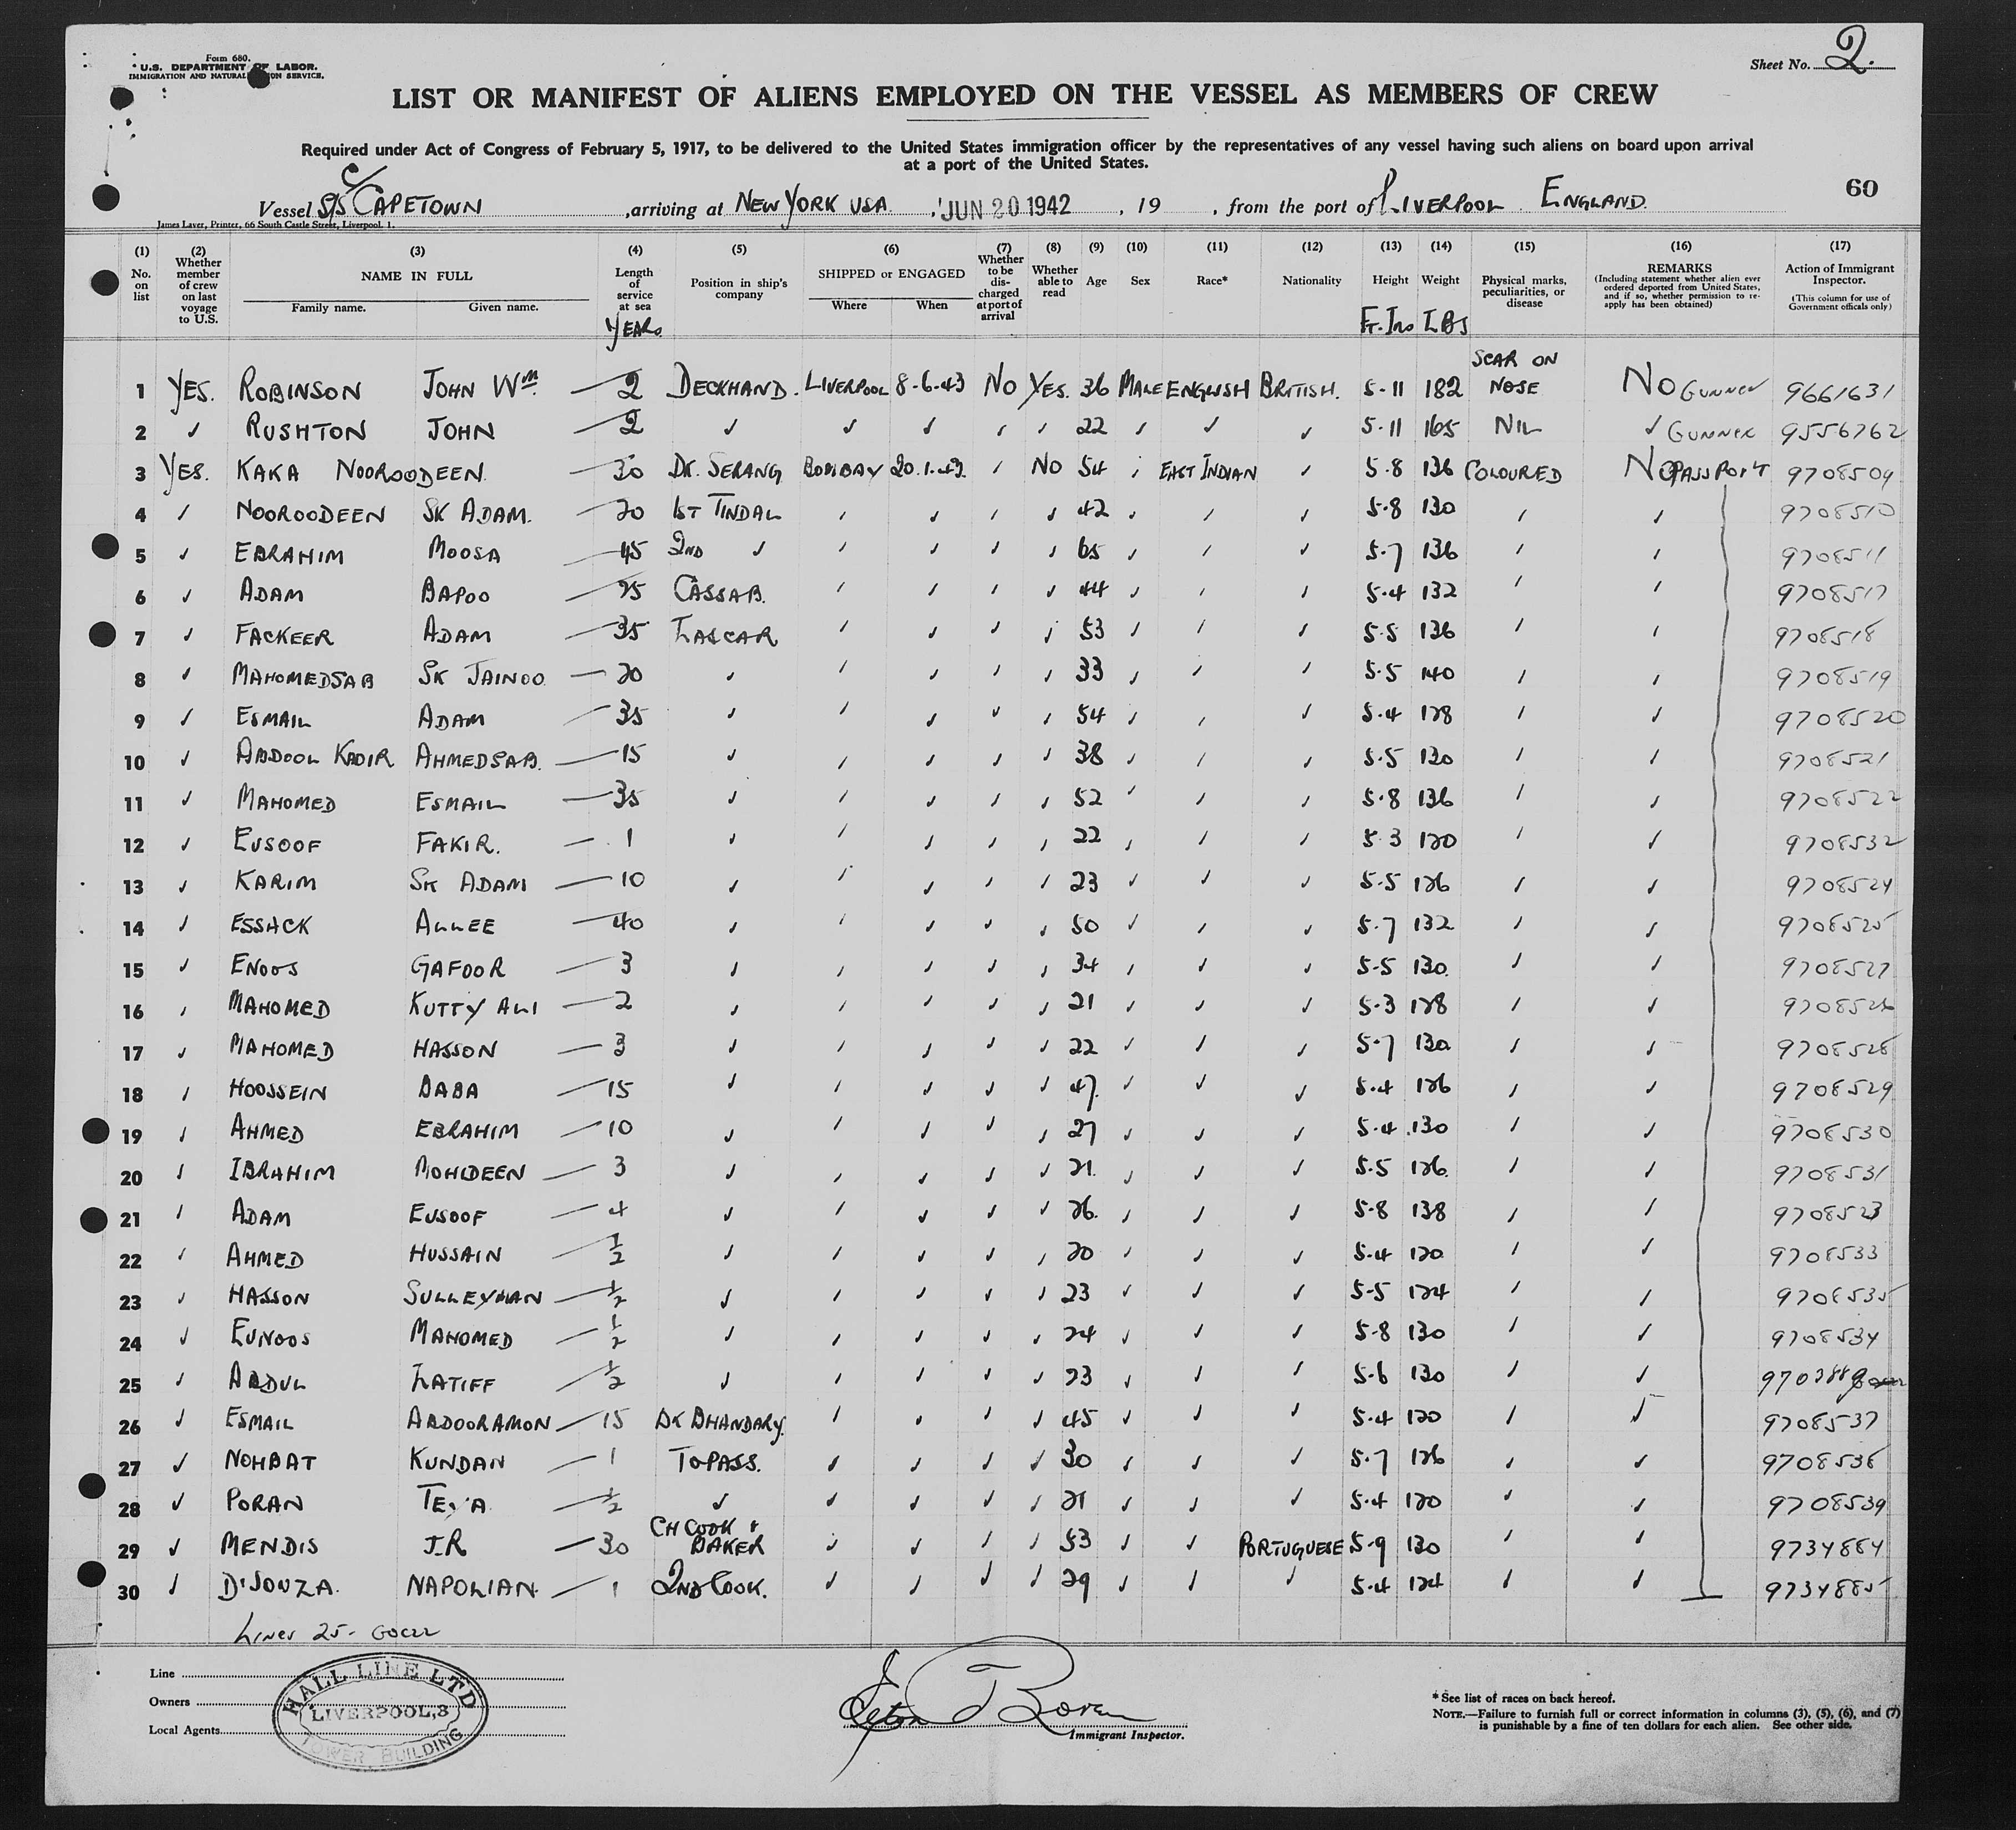 Form 680.
U.S. DEPARTMENT OF LABOR.
IMMIGRATION AND NATURALIZATION SERVICE.
Sheet No. 2.
LIST OR MANIFEST OF ALIENS EMPLOYED ON THE VESSEL AS MEMBERS OF CREW
Required under Act of Congress of February 5, 1917, to be delivered to the United States immigration officer by the representatives of any vessel having such aliens on board upon arrival
at a port of the United States.
Vessel S/S C/ CAPETOWN, arriving at NEW YORK USA. JUN 20 1942, 19 , from the port of LIVERPOOL ENGLAND.
60
James Laver, Printer, 66 South Castle Street, Liverpool. 1.
(1) No. on list (2) Whether member of crew on last voyage to U.S. (3) NAME IN FULL Family name. Given name. (4) Length of service at sea YEARS (5) Position in ship's company (6) SHIPPED or ENGAGED Where When (7) Whether to be discharged at port of arrival (8) Whether able to read (9) Age (10) Sex (11) Race* (12) Nationality (13) Height FT. INS (14) Weight LBS (15) Physical marks, peculiarities, or disease (16) REMARKS (Including statement whether alien ever ordered deported from United States, and if so, whether permission to re-apply has been obtained) (17) Action of Immigrant Inspector. (This column for use of Government officals only)
1 YES. ROBINSON JOHN WM. — 2 DECKHAND. LIVERPOOL 8-6-43 NO YES. 36 MALE ENGLISH BRITISH. 5-11 182 SCAR ON NOSE NO GUNNER 9661631
2 ✓ RUSHTON JOHN — 2 ✓ ✓ ✓ ✓ ✓ 22 ✓ ✓ ✓ 5-11 165 NIL ✓ GUNNER 9556762
3 YES. KAKA NOOROODEEN. — 30 DK. SERANG BOMBAY 20.1.43. ✓ NO 54 ✓ EAST INDIAN ✓ 5-8 136 COLOURED NO PASSPORT 9708509
4 ✓ NOOROODEEN SK ADAM. — 20 1ST TINDAL ✓ ✓ ✓ ✓ 42 ✓ ✓ ✓ 5-8 130 ✓ ✓ 9708510
5 ✓ EBRAHIM MOOSA — 45 2ND ✓ ✓ ✓ ✓ ✓ 65 ✓ ✓ ✓ 5-7 136 ✓ ✓ 9708511
6 ✓ ADAM BAPOO — 25 CASSAB. ✓ ✓ ✓ ✓ 44 ✓ ✓ ✓ 5-4 132 ✓ ✓ 9708517
7 ✓ FACKEER ADAM — 35 LASCAR ✓ ✓ ✓ ✓ 53 ✓ ✓ ✓ 5-5 136 ✓ ✓ 9708518
8 ✓ MAHOMEDSAB SK JAINOO. — 20 ✓ ✓ ✓ ✓ ✓ 33 ✓ ✓ ✓ 5-5 140 ✓ ✓ 9708519
9 ✓ ESMAIL ADAM — 35 ✓ ✓ ✓ ✓ ✓ 54 ✓ ✓ ✓ 5-4 128 ✓ ✓ 9708520
10 ✓ ABDOOL KADIR AHMEDSAB. — 15 ✓ ✓ ✓ ✓ ✓ 38 ✓ ✓ ✓ 5-5 130 ✓ ✓ 9708521
11 ✓ MAHOMED ESMAIL — 35 ✓ ✓ ✓ ✓ ✓ 52 ✓ ✓ ✓ 5-8 136 ✓ ✓ 9708522
12 ✓ EUSOOF FAKIR. — 1 ✓ ✓ ✓ ✓ ✓ 22 ✓ ✓ ✓ 5-3 120 ✓ ✓ 9708532
13 ✓ KARIM SK ADAM — 10 ✓ ✓ ✓ ✓ ✓ 23 ✓ ✓ ✓ 5-5 126 ✓ ✓ 9708524
14 ✓ ESSACK ALLEE — 40 ✓ ✓ ✓ ✓ ✓ 50 ✓ ✓ ✓ 5-7 132 ✓ ✓ 9708525
15 ✓ ENOOS GAFOOR — 3 ✓ ✓ ✓ ✓ ✓ 34 ✓ ✓ ✓ 5-5 130. ✓ ✓ 9708527
16 ✓ MAHOMED KUTTY ALI — 2 ✓ ✓ ✓ ✓ ✓ 21 ✓ ✓ ✓ 5-3 128 ✓ ✓
17 ✓ MAHOMED HASSON — 3 ✓ ✓ ✓ ✓ ✓ 22 ✓ ✓ ✓ 5-7 130 ✓ ✓ 9708528
18 ✓ HOOSSEIN BABA — 15 ✓ ✓ ✓ ✓ ✓ 47. ✓ ✓ ✓ 5-4 126 ✓ ✓ 9708529
19 ✓ AHMED EBRAHIM — 10 ✓ ✓ ✓ ✓ ✓ 27 ✓ ✓ ✓ 5-4 130 ✓ ✓ 9708530
20 ✓ IBRAHIM MOHLDEEN — 3 ✓ ✓ ✓ ✓ ✓ 21. ✓ ✓ ✓ 5-5 126. ✓ ✓ 9708531
21 ✓ ADAM EUSOOF — 4 ✓ ✓ ✓ ✓ ✓ 26. ✓ ✓ ✓ 5-8 138 ✓ ✓ 9708523
22 ✓ AHMED HUSSAIN — 1/2 ✓ ✓ ✓ ✓ ✓ 20 ✓ ✓ ✓ 5-4 120 ✓ ✓ 9708533
23 ✓ HASSON SULLEYMAN — 1/2 ✓ ✓ ✓ ✓ ✓ 23 ✓ ✓ ✓ 5-5 124 ✓ ✓ 9708535
24 ✓ EUNOOS MAHOMED — 1/2 ✓ ✓ ✓ ✓ ✓ 24 ✓ ✓ ✓ 5-8 130 ✓ ✓ 9708534
25 ✓ ABDUL LATIFF — 1/2 ✓ ✓ ✓ ✓ ✓ 23 ✓ ✓ ✓ 5-6 130 ✓ ✓
26 ✓ ESMAIL ABDOORAMON — 15 DK BHANDARY. ✓ ✓ ✓ ✓ 45 ✓ ✓ ✓ 5-4 120 ✓ ✓ 9708537
27 ✓ NOHBAT KUNDAN — 1 TOPASS. ✓ ✓ ✓ ✓ 30 ✓ ✓ ✓ 5-7 126 ✓ ✓ 9708538
28 ✓ PORAN — 1/2 ✓ ✓ ✓ ✓ ✓ 21 ✓ ✓ ✓ 5-4 120 ✓ ✓ 9708539
29 ✓ MENDIS J.R — 30 CH COOK & BAKER ✓ ✓ ✓ ✓ 53 ✓ ✓ PORTUGUESE 5-9 130 ✓ ✓ 9734884
30 ✓ D'SOUZA. NAPOLIAN. — 1 2ND COOK. ✓ ✓ ✓ ✓ 29 ✓ ✓ ✓ 5-4 124 ✓ ✓ 9734885
Lines 25-
Line
Owners
Local Agents
HALL LINE LTD
LIVERPOOL,3
TOWER BUILDING
Immigrant Inspector.
* See list of races on back hereof.
NOTE.—Failure to furnish full or correct information in columns (3), (5), (6), and (7)
is punishable by a fine of ten dollars for each alien. See other side.